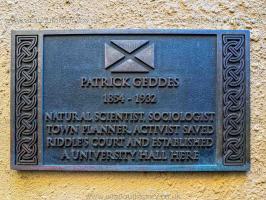 PATRICK GEDDES
1854 - 1932
NATURAL SCIENTIST, SOCIOLOGIST
TOWN PLANNER, ACTIVIST SAVED
RIDDLE'S COURT AND ESTABLISHED
A UNIVERSITY HALL HERE